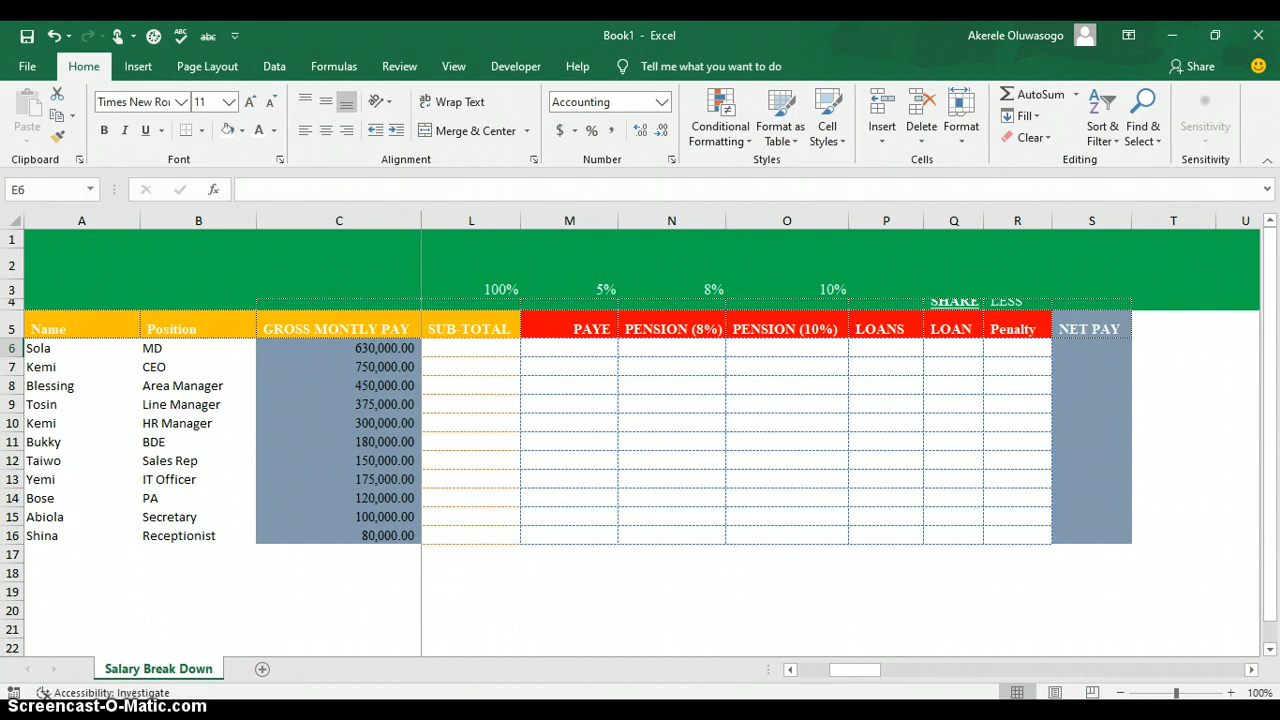 Book1 - Excel
Akerele Oluwasogo
File Home Insert Page Layout Data Formulas Review View Developer Help Tell me what you want to do Share
Paste
Clipboard
Times New Ro 11
B I U
Font
Wrap Text
Merge & Center
Alignment
Accounting
$ % ,
Number
Conditional Formatting
Format as Table
Cell Styles
Styles
Insert Delete Format
Cells
AutoSum
Fill
Clear
Sort & Filter
Find & Select
Editing
Sensitivity
Sensitivity
E6 fx
A B C L M N O P Q R S T U
1
2
3 100% 5% 8% 10%
4 SHARE LESS
5 Name Position GROSS MONTLY PAY SUB-TOTAL PAYE PENSION (8%) PENSION (10%) LOANS LOAN Penalty NET PAY
6 Sola MD 630,000.00
7 Kemi CEO 750,000.00
8 Blessing Area Manager 450,000.00
9 Tosin Line Manager 375,000.00
10 Kemi HR Manager 300,000.00
11 Bukky BDE 180,000.00
12 Taiwo Sales Rep 150,000.00
13 Yemi IT Officer 175,000.00
14 Bose PA 120,000.00
15 Abiola Secretary 100,000.00
16 Shina Receptionist 80,000.00
17
18
19
20
21
22
Salary Break Down
Accessibility: Investigate 100%
Screencast-O-Matic.com